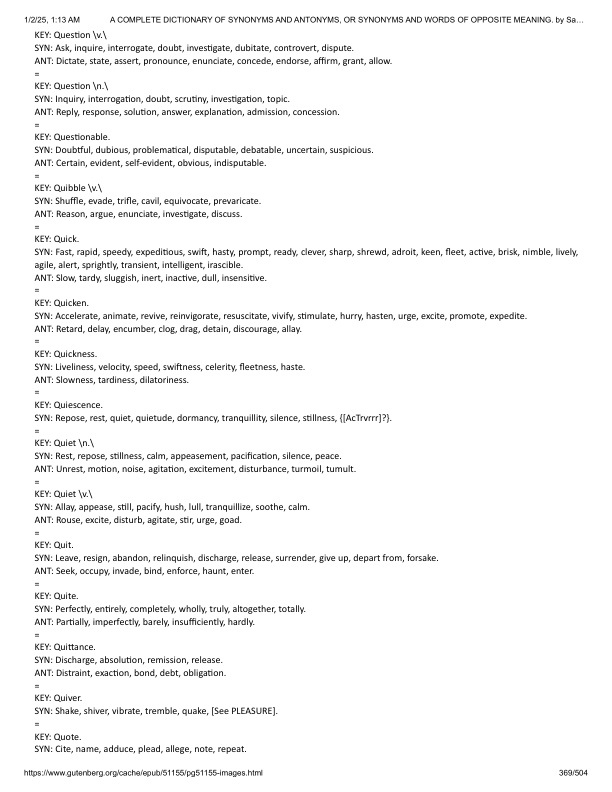 1/2/25, 1:13 AM A COMPLETE DICTIONARY OF SYNONYMS AND ANTONYMS, OR SYNONYMS AND WORDS OF OPPOSITE MEANING. by Sa…
KEY: Question \v.\
SYN: Ask, inquire, interrogate, doubt, investigate, dubitate, controvert, dispute.
ANT: Dictate, state, assert, pronounce, enunciate, concede, endorse, affirm, grant, allow.
=
KEY: Question \n.\
SYN: Inquiry, interrogation, doubt, scrutiny, investigation, topic.
ANT: Reply, response, solution, answer, explanation, admission, concession.
=
KEY: Questionable.
SYN: Doubtful, dubious, problematical, disputable, debatable, uncertain, suspicious.
ANT: Certain, evident, self-evident, obvious, indisputable.
=
KEY: Quibble \v.\
SYN: Shuffle, evade, trifle, cavil, equivocate, prevaricate.
ANT: Reason, argue, enunciate, investigate, discuss.
=
KEY: Quick.
SYN: Fast, rapid, speedy, expeditious, swift, hasty, prompt, ready, clever, sharp, shrewd, adroit, keen, fleet, active, brisk, nimble, lively,
agile, alert, sprightly, transient, intelligent, irascible.
ANT: Slow, tardy, sluggish, inert, inactive, dull, insensitive.
=
KEY: Quicken.
SYN: Accelerate, animate, revive, reinvigorate, resuscitate, vivify, stimulate, hurry, hasten, urge, excite, promote, expedite.
ANT: Retard, delay, encumber, clog, drag, detain, discourage, allay.
=
KEY: Quickness.
SYN: Liveliness, velocity, speed, swiftness, celerity, fleetness, haste.
ANT: Slowness, tardiness, dilatoriness.
=
KEY: Quiescence.
SYN: Repose, rest, quiet, quietude, dormancy, tranquillity, silence, stillness, {[AcTrvrrr]?}.
=
KEY: Quiet \n.\
SYN: Rest, repose, stillness, calm, appeasement, pacification, silence, peace.
ANT: Unrest, motion, noise, agitation, excitement, disturbance, turmoil, tumult.
=
KEY: Quiet \v.\
SYN: Allay, appease, still, pacify, hush, lull, tranquillize, soothe, calm.
ANT: Rouse, excite, disturb, agitate, stir, urge, goad.
=
KEY: Quit.
SYN: Leave, resign, abandon, relinquish, discharge, release, surrender, give up, depart from, forsake.
ANT: Seek, occupy, invade, bind, enforce, haunt, enter.
=
KEY: Quite.
SYN: Perfectly, entirely, completely, wholly, truly, altogether, totally.
ANT: Partially, imperfectly, barely, insufficiently, hardly.
=
KEY: Quittance.
SYN: Discharge, absolution, remission, release.
ANT: Distraint, exaction, bond, debt, obligation.
=
KEY: Quiver.
SYN: Shake, shiver, vibrate, tremble, quake, [See PLEASURE].
=
KEY: Quote.
SYN: Cite, name, adduce, plead, allege, note, repeat.
https://www.gutenberg.org/cache/epub/51155/pg51155-images.html 369/504